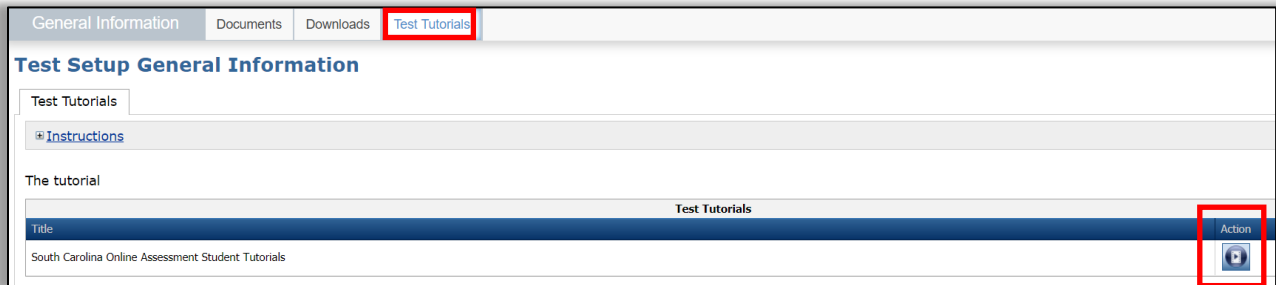 General Information Documents Downloads Test Tutorials
Test Setup General Information
Test Tutorials
Instructions
The tutorial
Test Tutorials
Title Action
South Carolina Online Assessment Student Tutorials